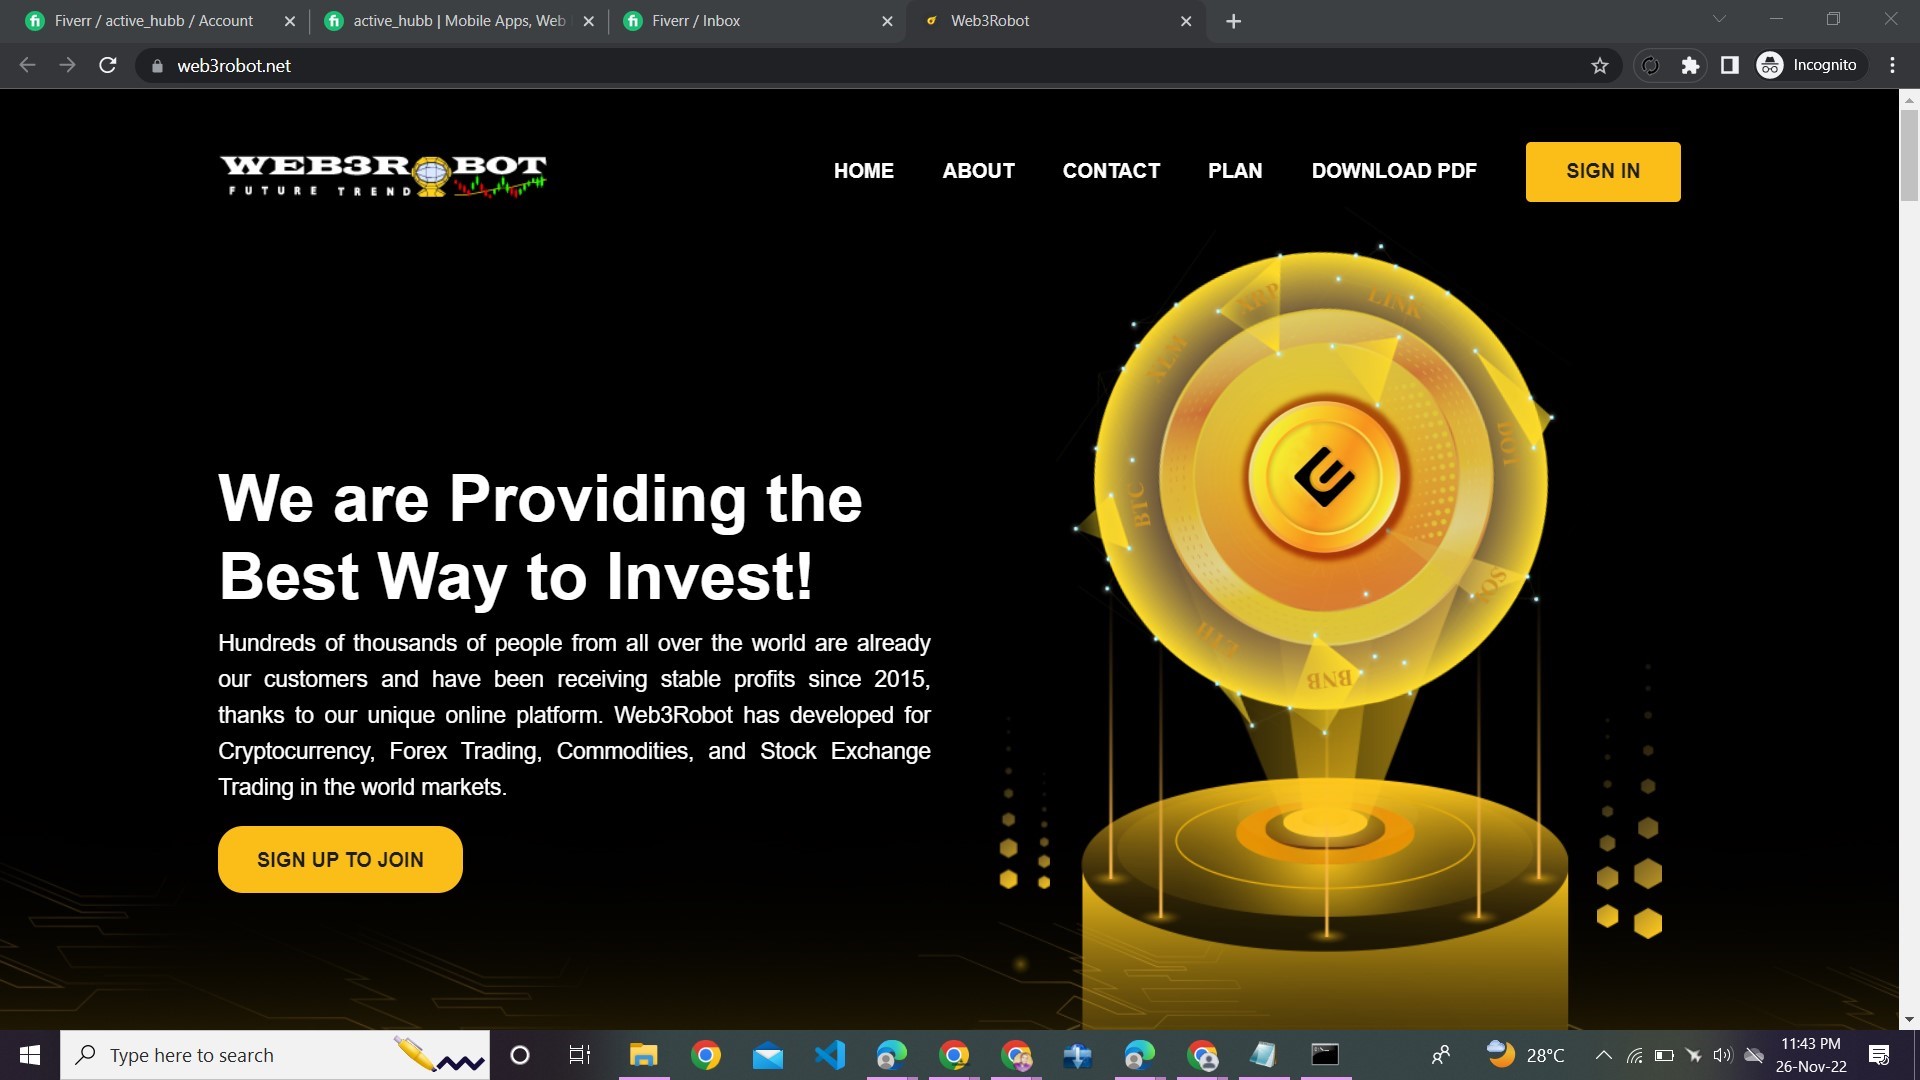 Fiverr / active_hubb / Account
active_hubb | Mobile Apps, Web
Fiverr / Inbox
Web3Robot
web3robot.net
Incognito
WEB3ROBOT
FUTURE TREND
HOME
ABOUT
CONTACT
PLAN
DOWNLOAD PDF
SIGN IN
We are Providing the
Best Way to Invest!
Hundreds of thousands of people from all over the world are already
our customers and have been receiving stable profits since 2015,
thanks to our unique online platform. Web3Robot has developed for
Cryptocurrency, Forex Trading, Commodities, and Stock Exchange
Trading in the world markets.
SIGN UP TO JOIN
XRP
LINK
XLM
DOT
BTC
ETH
BNB
Type here to search
28°C
11:43 PM
26-Nov-22